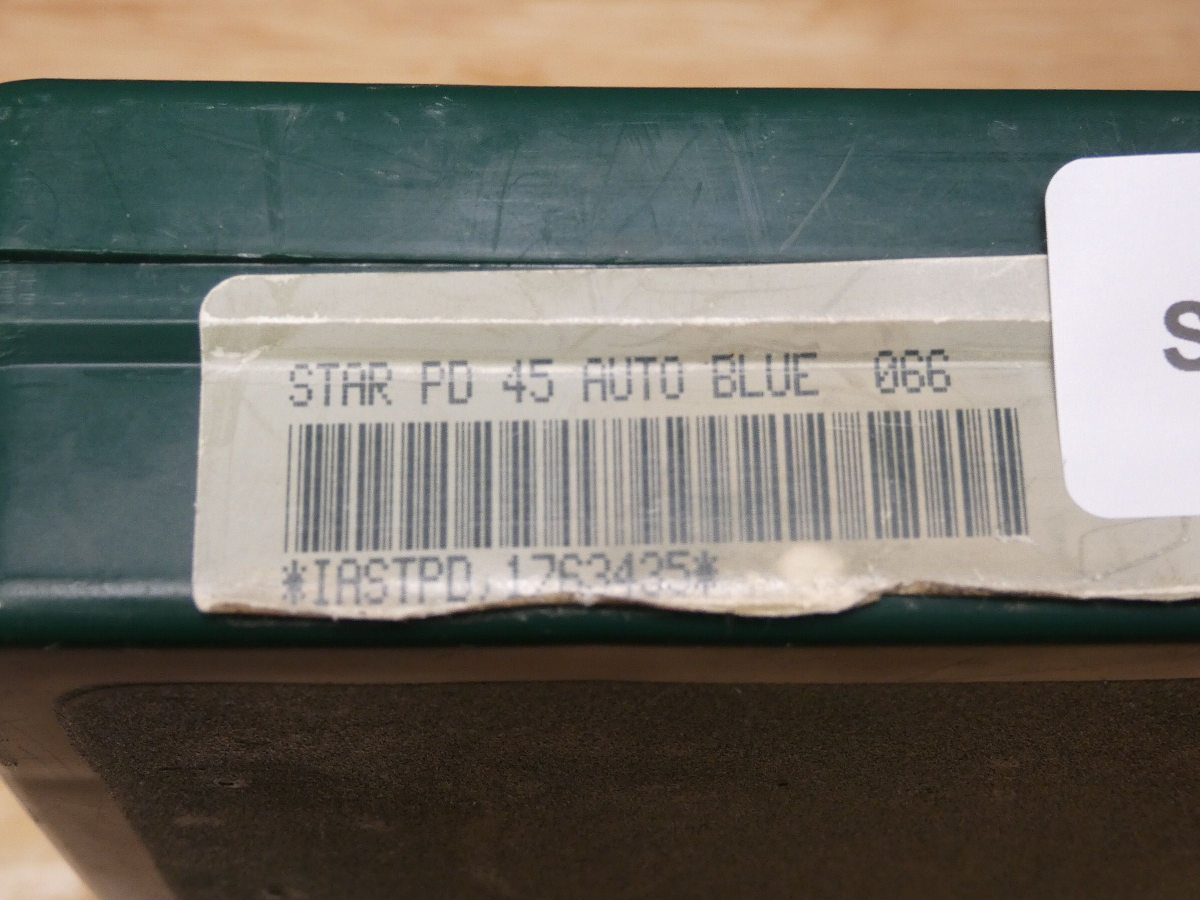 STAR PD 45 AUTO BLUE 066
*IASTPD,1763435*
S